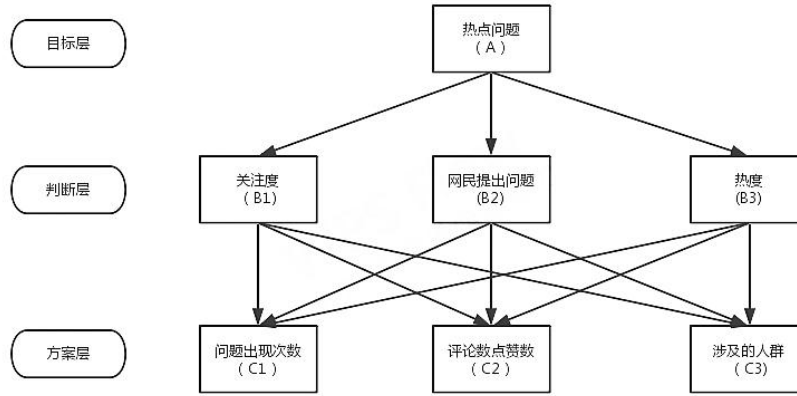 目标层
热点问题
（A）
判断层
关注度
（B1）
网民提出问题
(B2)
热度
(B3)
方案层
问题出现次数
（C1）
评论数点赞数
（C2）
涉及的人群
（C3)